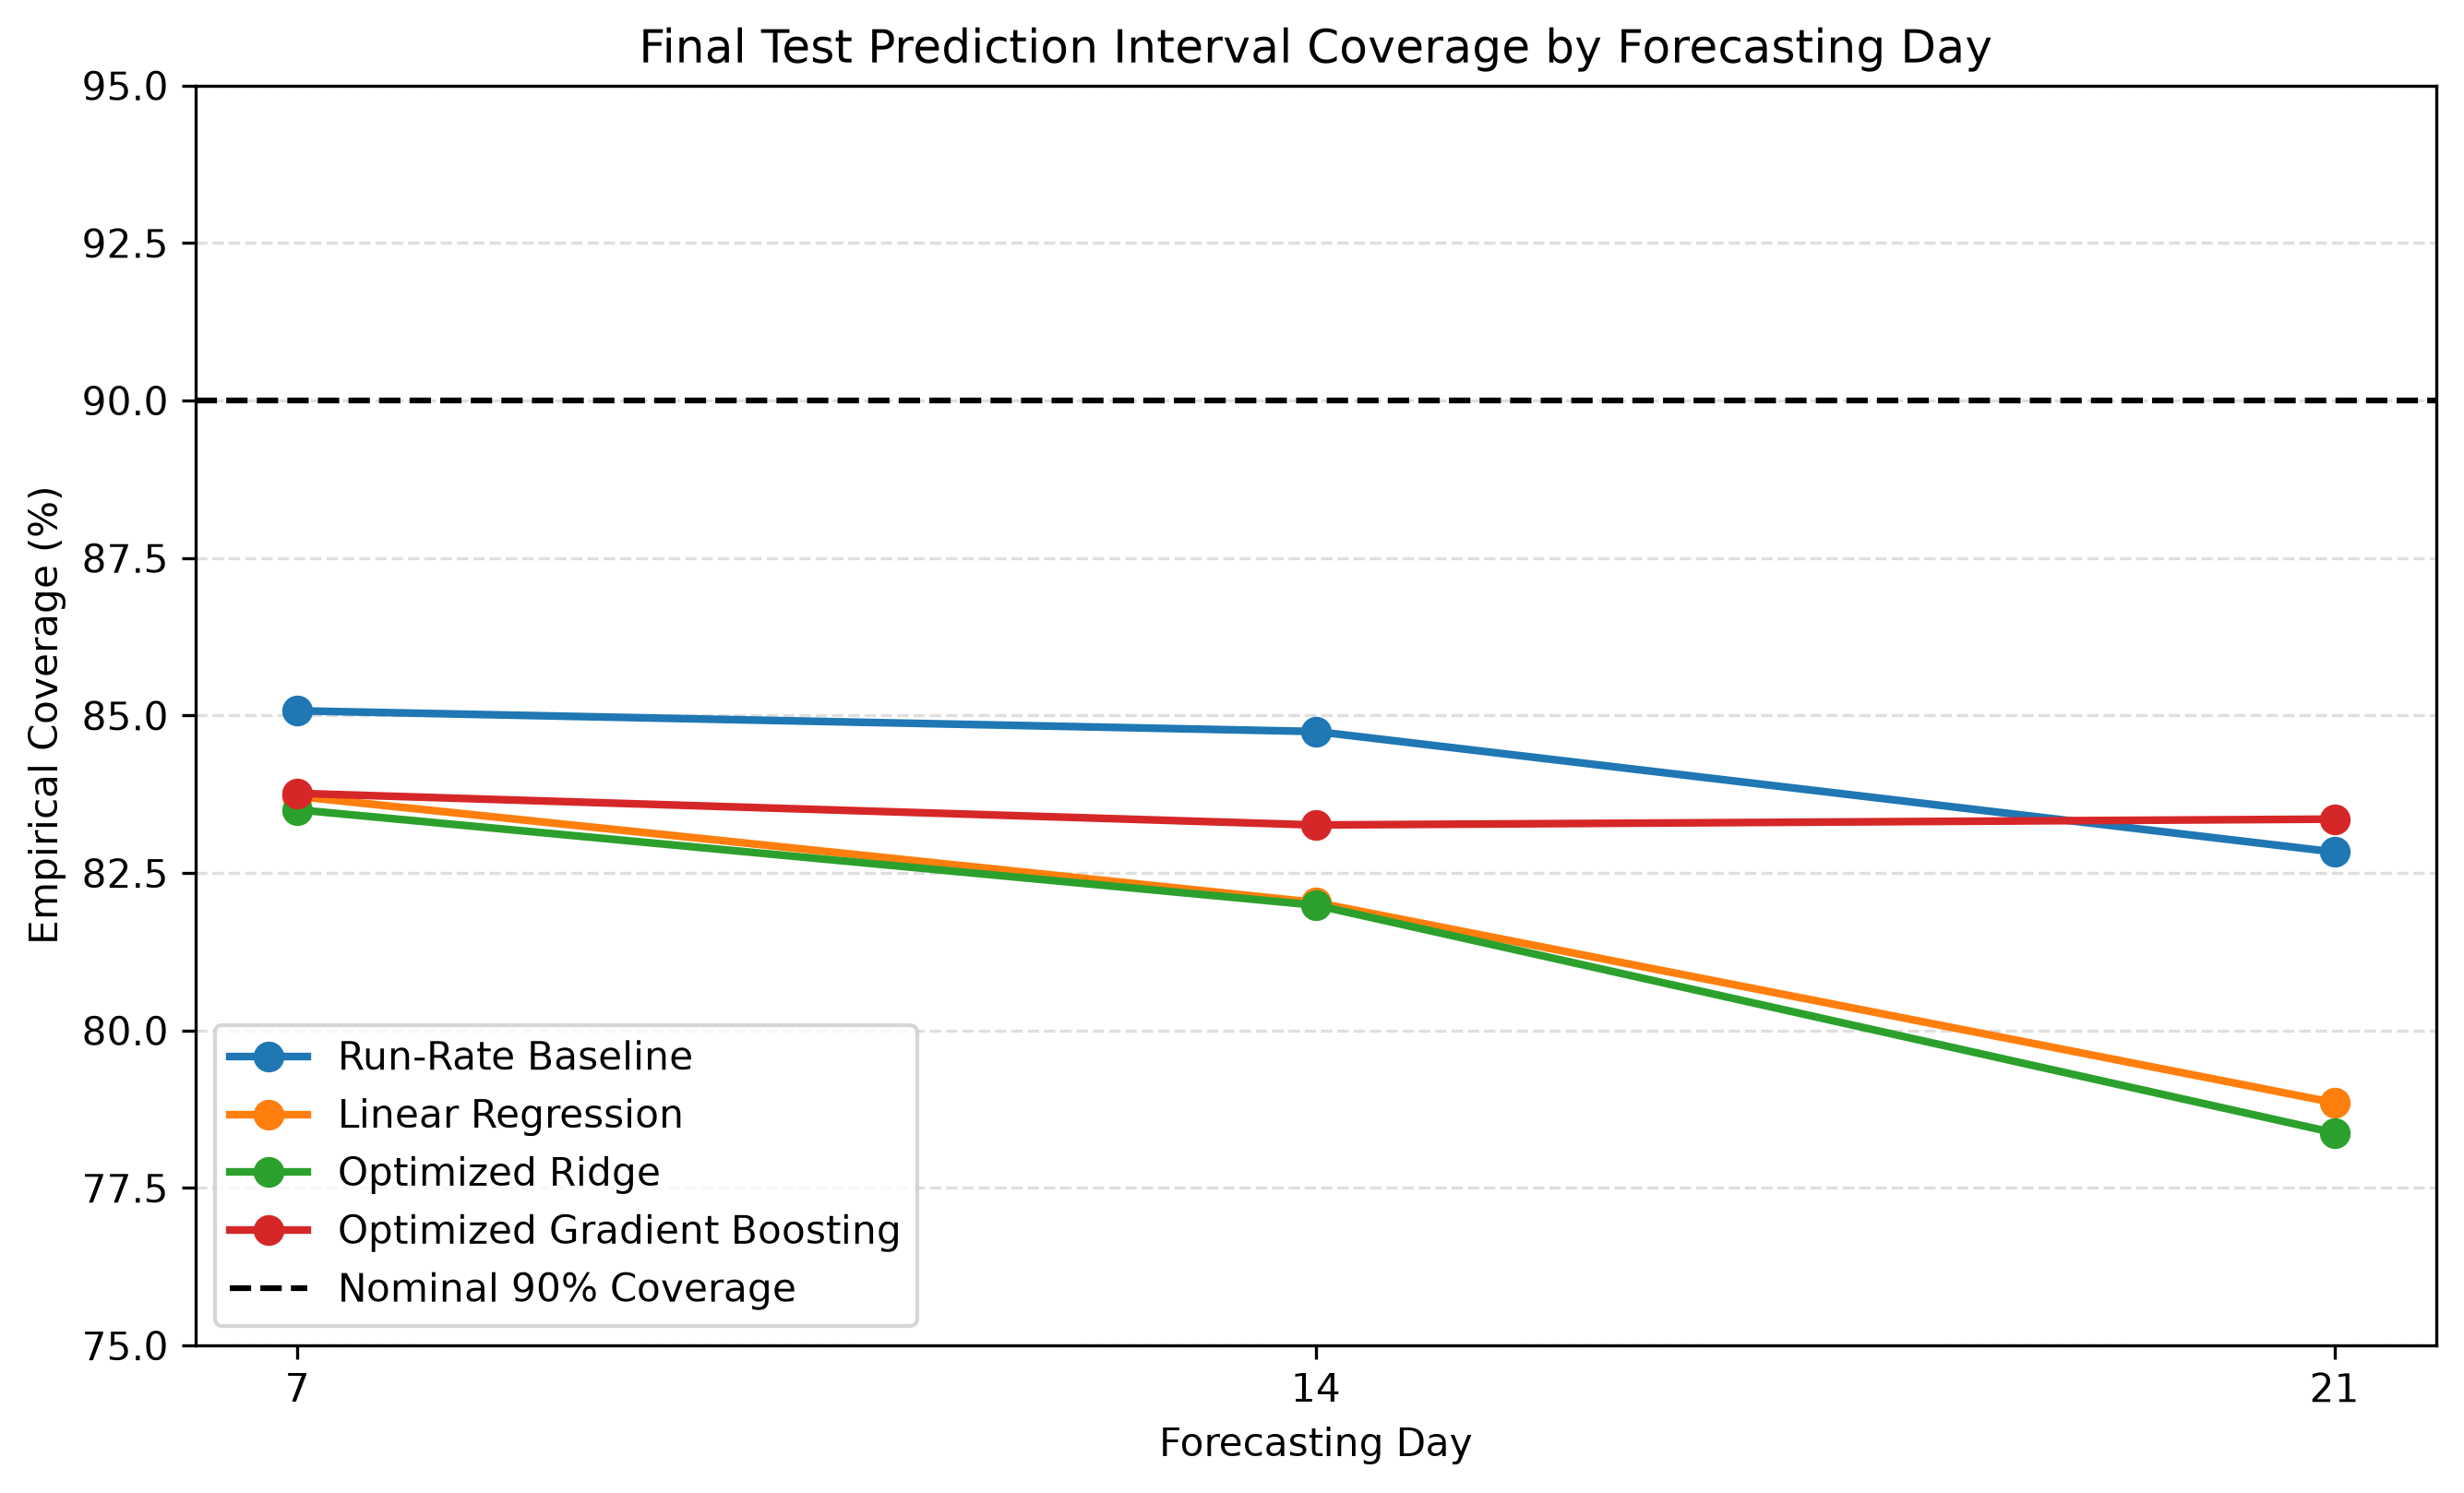 Final Test Prediction Interval Coverage by Forecasting Day
95.0
92.5
90.0
87.5
85.0
82.5
80.0
77.5
75.0
Empirical Coverage (%)
Run-Rate Baseline
Linear Regression
Optimized Ridge
Optimized Gradient Boosting
Nominal 90% Coverage
7 14 21
Forecasting Day